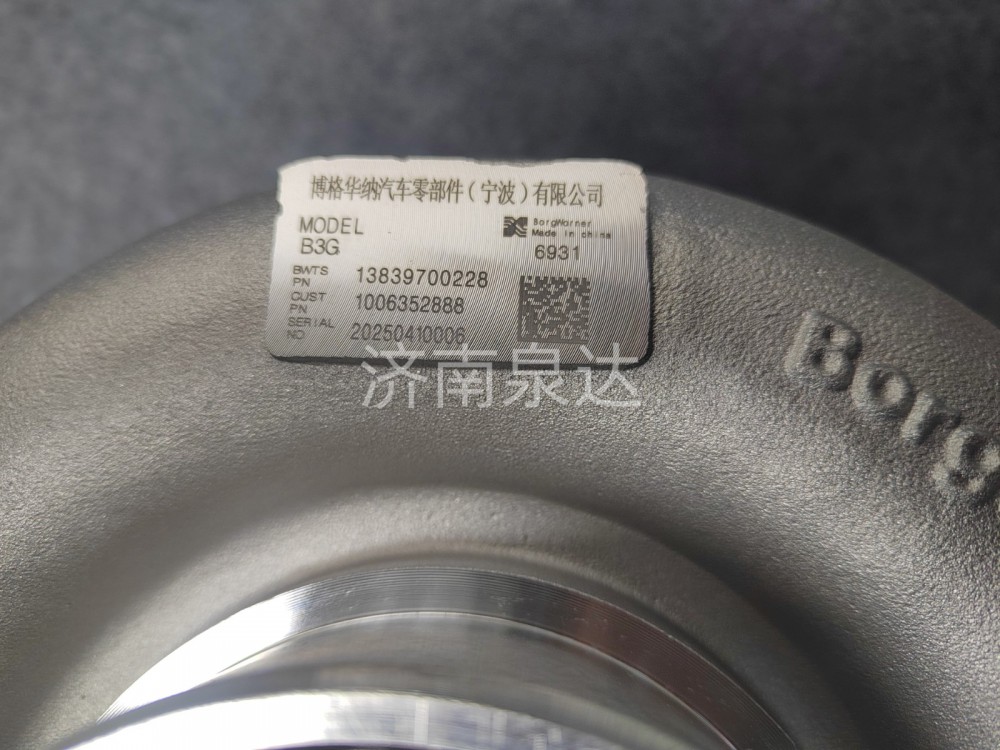 博格华纳汽车零部件（宁波）有限公司
MODEL
B3G
BorgWarner
Made in china
6931
BWTS PN 13839700228
CUST PN 1006352888
SERIAL NO 20250410006
济南泉达
Borg